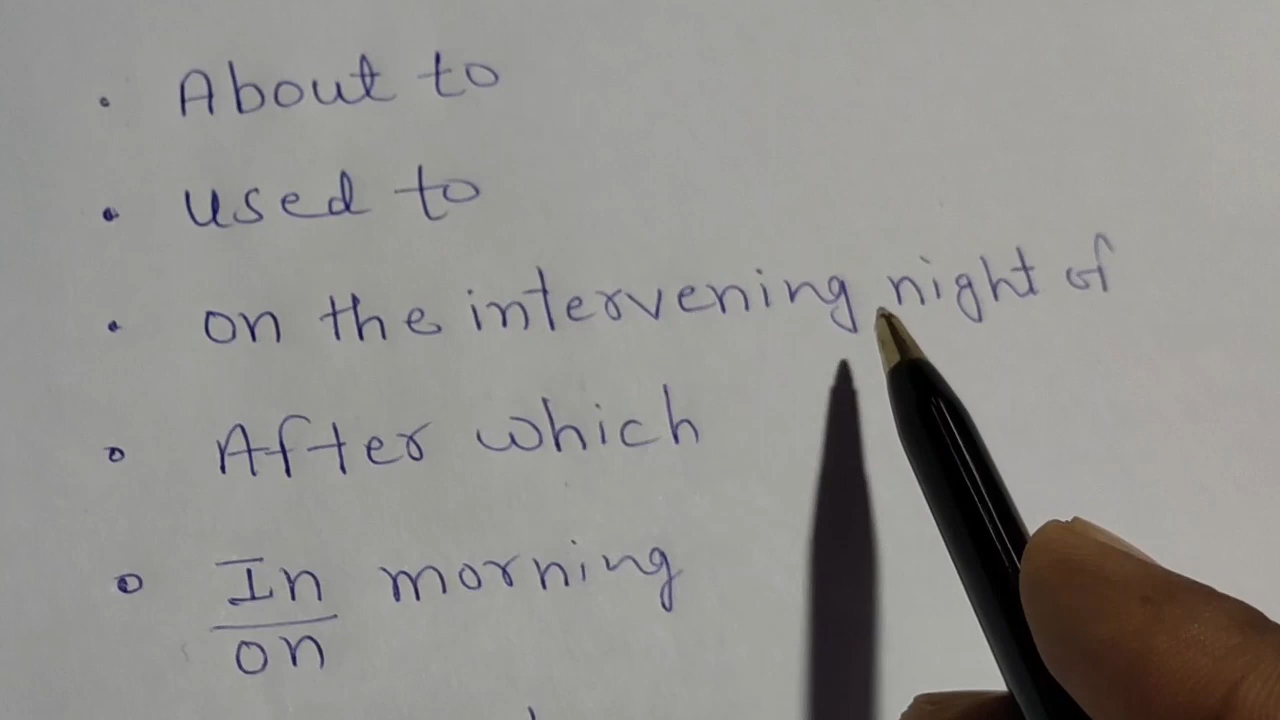 . About to
. used to
. on the intervening night of
. After which
. In morning
on